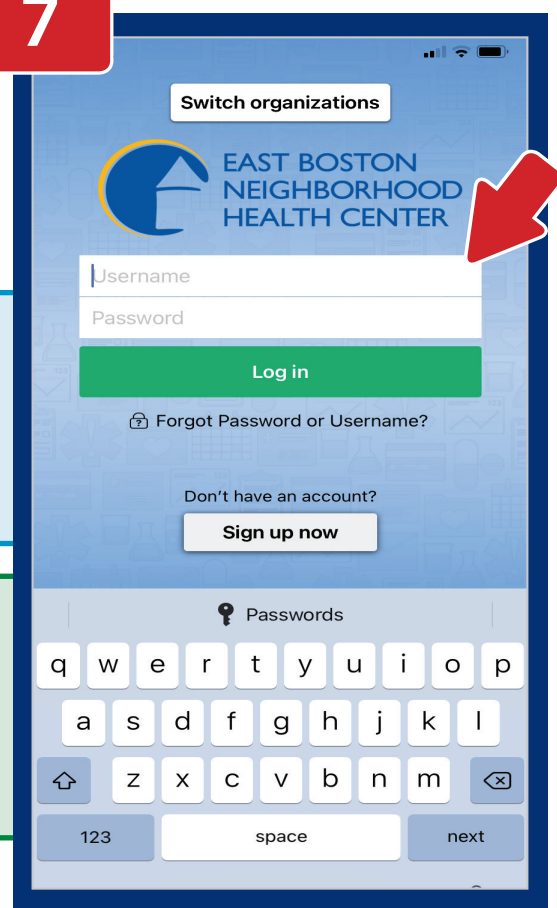 7
Switch organizations
EAST BOSTON
NEIGHBORHOOD
HEALTH CENTER
Username
Password
Log in
? Forgot Password or Username?
Don't have an account?
Sign up now
Passwords
q w e r t y u i o p
a s d f g h j k l
z x c v b n m
123 space next